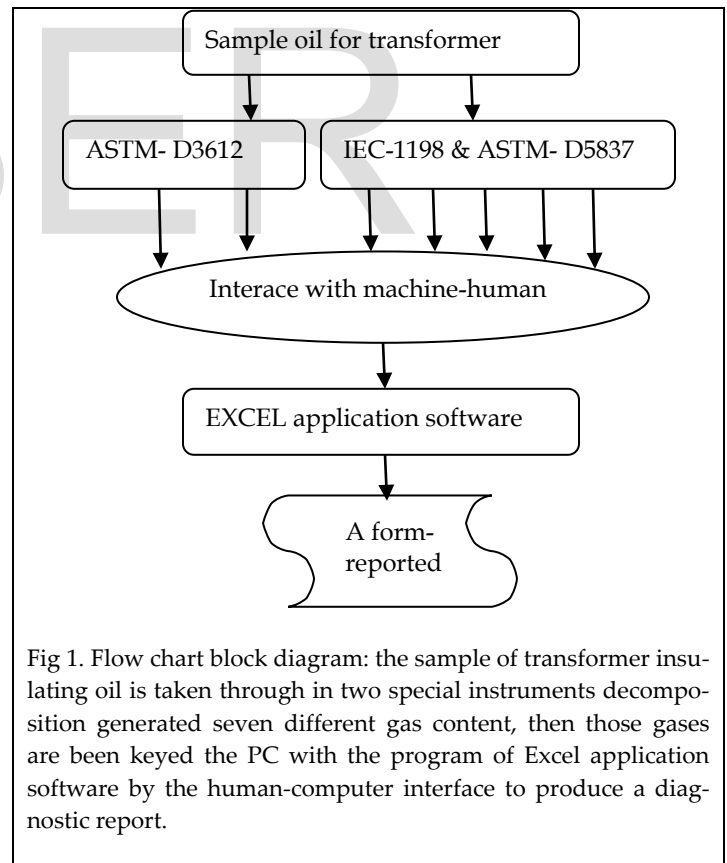 Sample oil for transformer
ASTM- D3612
IEC-1198 & ASTM- D5837
Interace with machine-human
EXCEL application software
A form-
reported
Fig 1. Flow chart block diagram: the sample of transformer insu-
lating oil is taken through in two special instruments decompo-
sition generated seven different gas content, then those gases
are been keyed the PC with the program of Excel application
software by the human-computer interface to produce a diag-
nostic report.